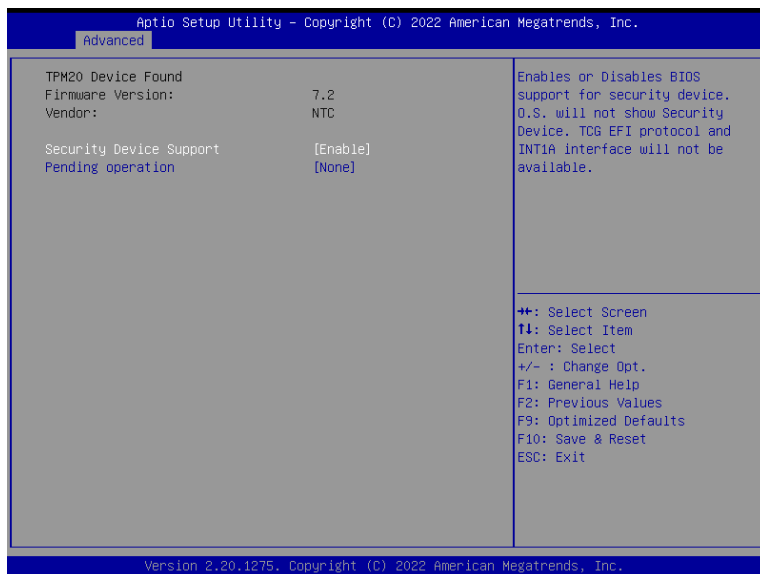 Aptio Setup Utility – Copyright (C) 2022 American Megatrends, Inc.
Advanced
TPM20 Device Found
Firmware Version: 7.2
Vendor: NTC
Security Device Support [Enable]
Pending operation [None]
Enables or Disables BIOS
support for security device.
O.S. will not show Security
Device. TCG EFI protocol and
INT1A interface will not be
available.
→←: Select Screen
↑↓: Select Item
Enter: Select
+/- : Change Opt.
F1: General Help
F2: Previous Values
F9: Optimized Defaults
F10: Save & Reset
ESC: Exit
Version 2.20.1275. Copyright (C) 2022 American Megatrends, Inc.